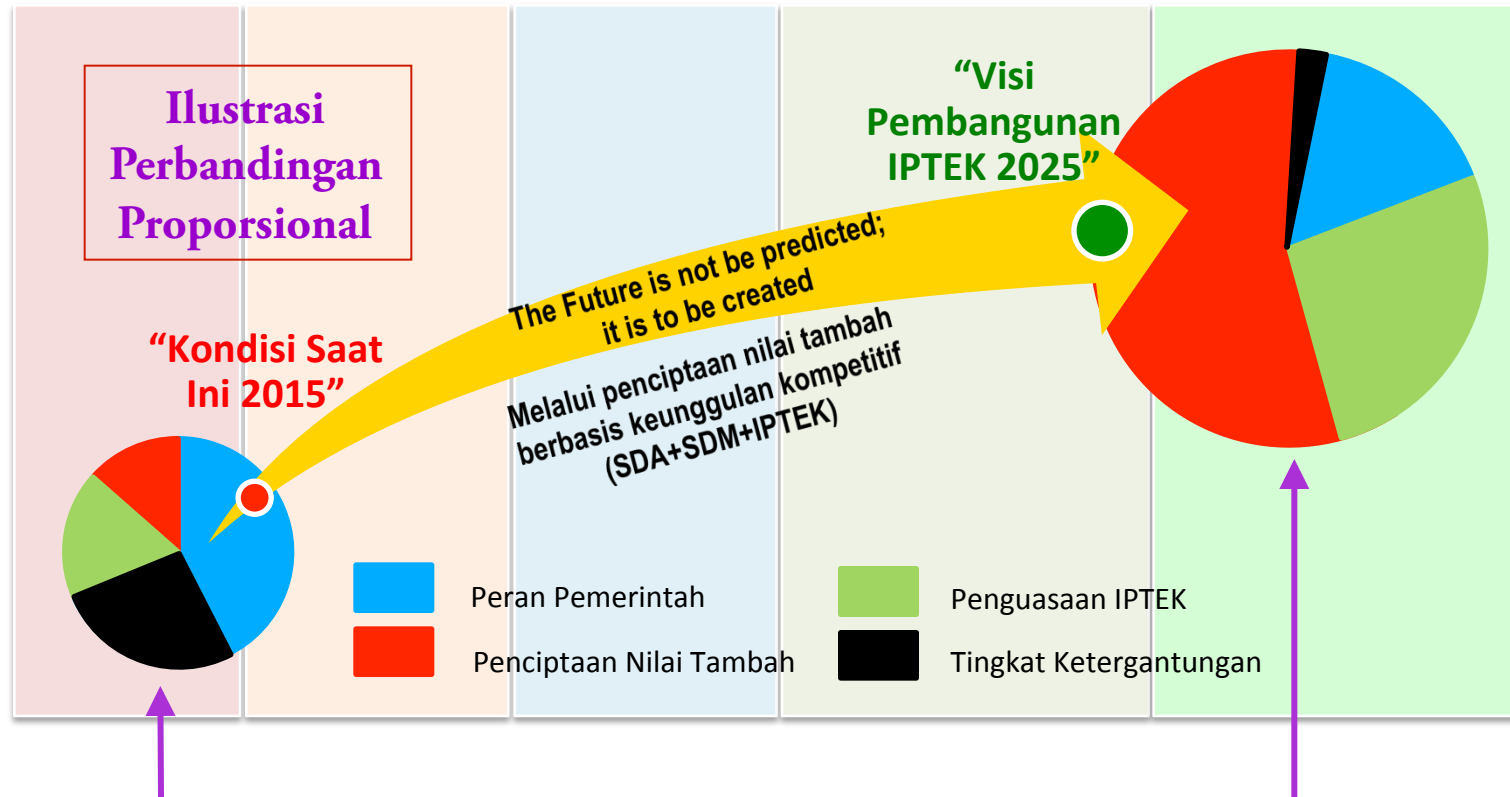 Ilustrasi
Perbandingan
Proporsional
“Visi
Pembangunan
IPTEK 2025”
“Kondisi Saat
Ini 2015”
The Future is not be predicted;
it is to be created
Melalui penciptaan nilai tambah
berbasis keunggulan kompetitif
(SDA+SDM+IPTEK)
Peran Pemerintah
Penciptaan Nilai Tambah
Penguasaan IPTEK
Tingkat Ketergantungan